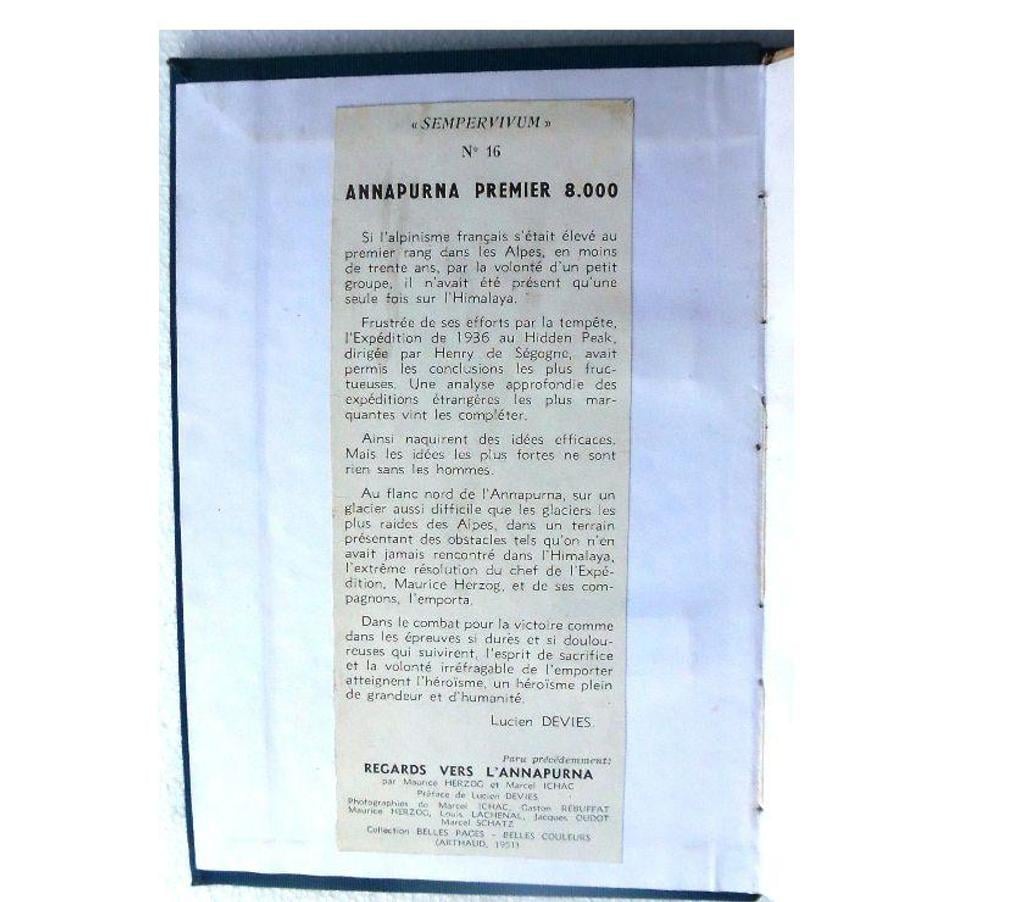 « SEMPERVIVUM »
N° 16
ANNAPURNA PREMIER 8.000
Si l'alpinisme français s'était élevé au
premier rang dans les Alpes, en moins
de trente ans, par la volonté d'un petit
groupe, il n'avait été présent qu'une
seule fois sur l'Himalaya.
Frustrée de ses efforts par la tempête,
l'Expédition de 1936 au Hidden Peak,
dirigée par Henry de Ségogne, avait
permis les conclusions les plus fruc-
tueuses. Une analyse approfondie des
expéditions étrangères les plus mar-
quantes vint les compléter.
Ainsi naquirent des idées efficaces.
Mais les idées les plus fortes ne sont
rien sans les hommes.
Au flanc nord de l'Annapurna, sur un
glacier aussi difficile que les glaciers les
plus raides des Alpes, dans un terrain
présentant des obstacles tels qu'on n'en
avait jamais rencontré dans l'Himalaya,
l'extrême résolution du chef de l'Expé-
dition, Maurice Herzog, et de ses com-
pagnons, l'emporta.
Dans le combat pour la victoire comme
dans les épreuves si dures et si doulou-
reuses qui suivirent, l'esprit de sacrifice
et la volonté irréfragable de l'emporter
atteignent l'héroïsme, un héroïsme plein
de grandeur et d'humanité.
Lucien DEVIES.
Paru précédemment:
REGARDS VERS L'ANNAPURNA
par Maurice HERZOG et Marcel ICHAC
Préface de Lucien DEVIES
Photographies de Marcel ICHAC, Gaston REBUFFAT
Maurice HERZOG, Louis LACHENAL, Jacques OUDOT
Marcel SCHATZ
Collection BELLES PAGES - BELLES COULEURS
(ARTHAUD, 1951)